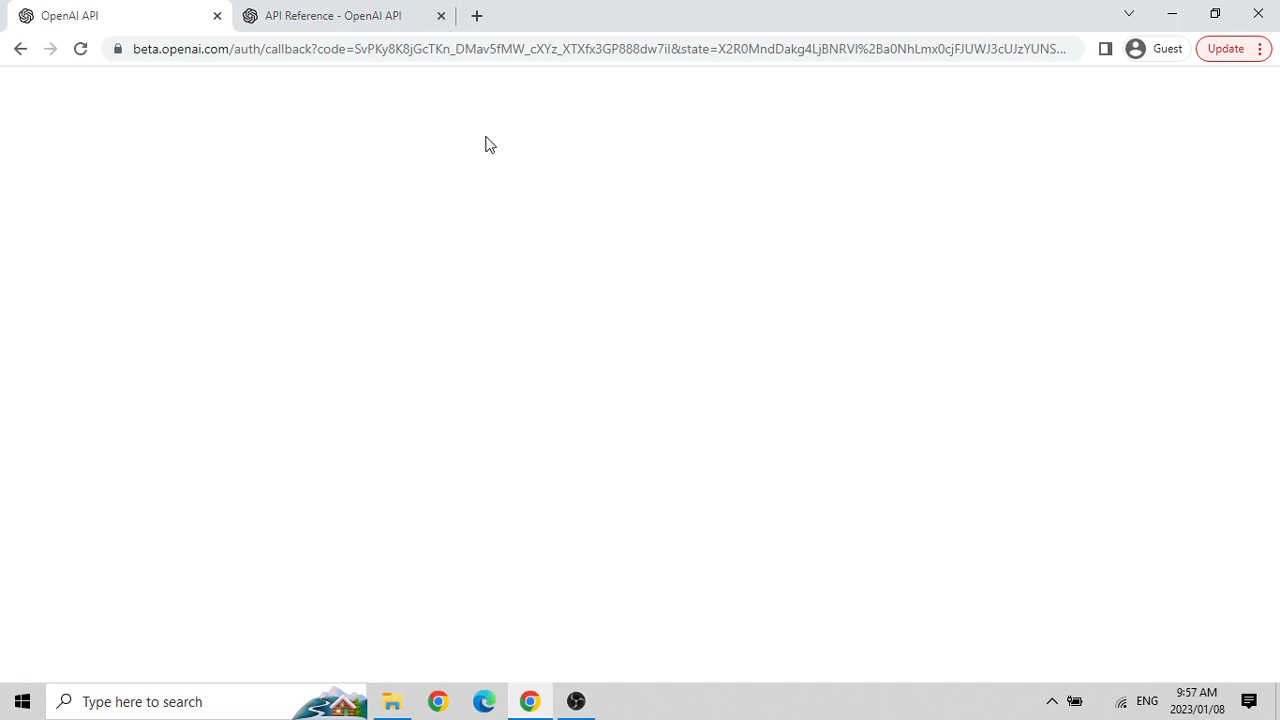 OpenAI API
API Reference - OpenAI API
beta.openai.com/auth/callback?code=SvPKy8K8jGcTKn_DMav5fMW_cXYz_XTXfx3GP888dw7iI&state=X2R0MndDakg4LjBNRVI%2Ba0NhLmx0cjFJUWJ3cUJzYUNS...
Guest
Update
Type here to search
ENG
9:57 AM
2023/01/08